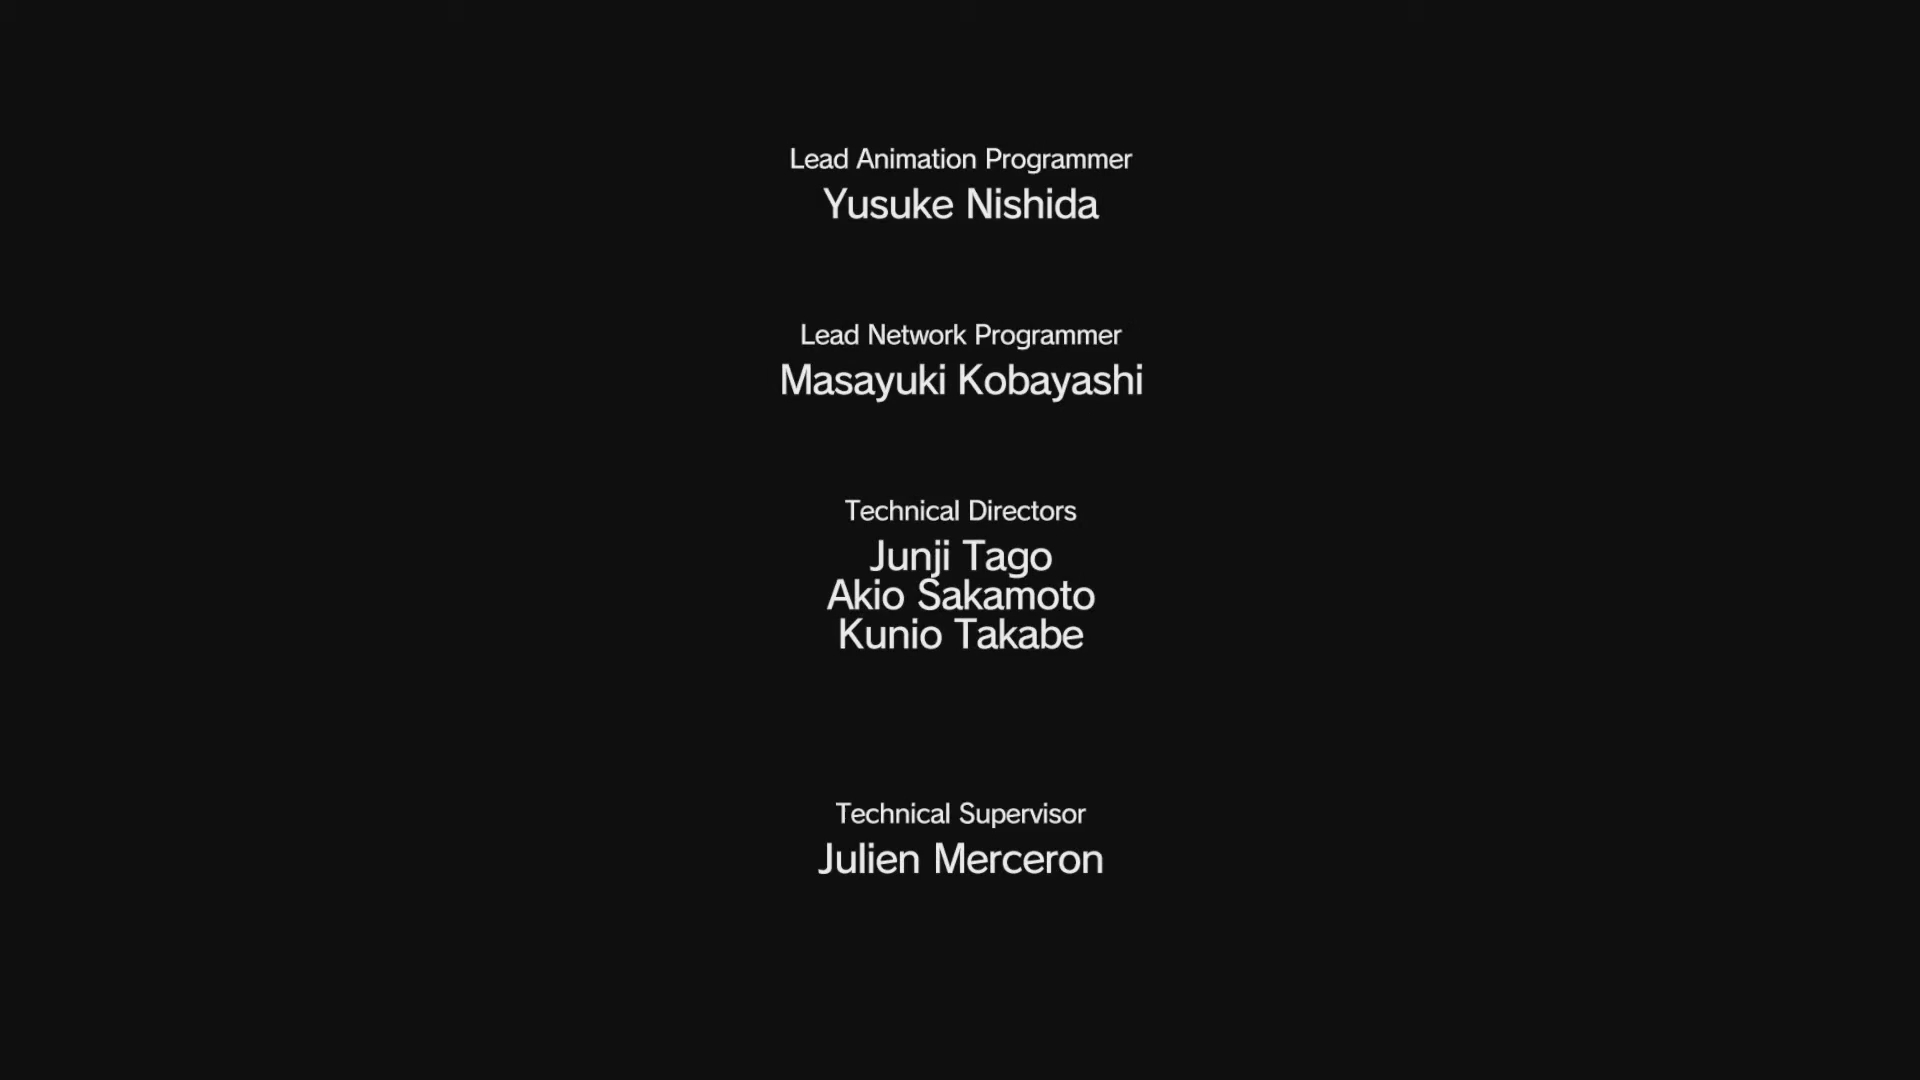 Lead Animation Programmer
Yusuke Nishida
Lead Network Programmer
Masayuki Kobayashi
Technical Directors
Junji Tago
Akio Sakamoto
Kunio Takabe
Technical Supervisor
Julien Merceron